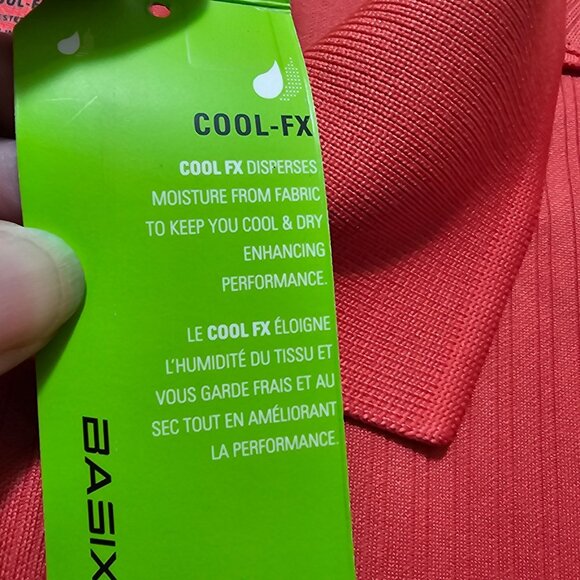 COOL-FX
COOL FX DISPERSES
MOISTURE FROM FABRIC
TO KEEP YOU COOL & DRY
ENHANCING
PERFORMANCE.
LE COOL FX ÉLOIGNE
L'HUMIDITÉ DU TISSU ET
VOUS GARDE FRAIS ET AU
SEC TOUT EN AMÉLIORANT
LA PERFORMANCE.
BASIX